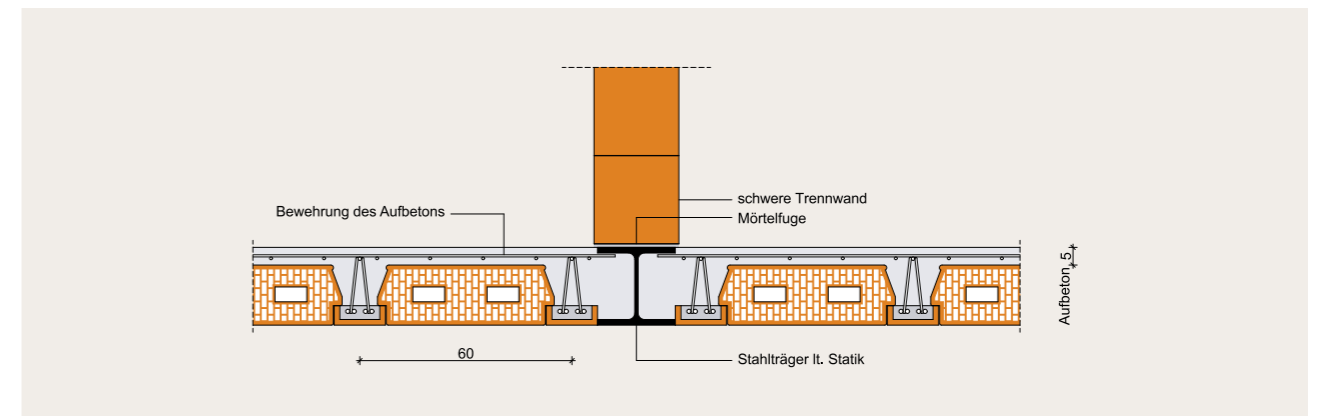 schwere Trennwand
Bewehrung des Aufbetons
Mörtelfuge
Aufbeton 5
60
Stahlträger lt. Statik